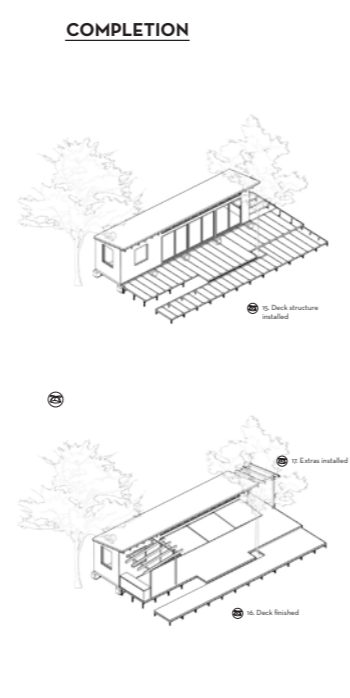 COMPLETION
15. Deck structure
installed
17. Extras installed
16. Deck finished